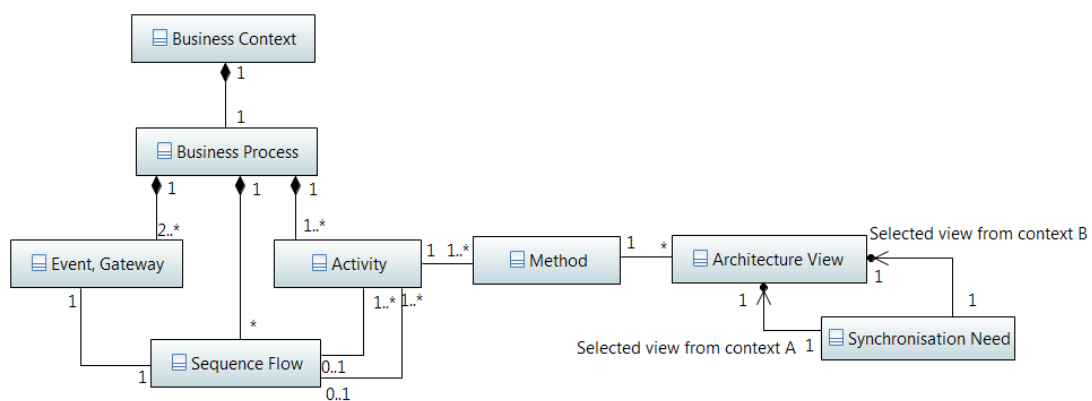 Business Context
1
1
Business Process
1
1
1
2..*
1..*
Event, Gateway
Activity
1
1..*
Method
1
*
Architecture View
Selected view from context B
1
1
1
1..*
1..*
1
*
Sequence Flow
1
0..1
0..1
Selected view from context A
1
Synchronisation Need